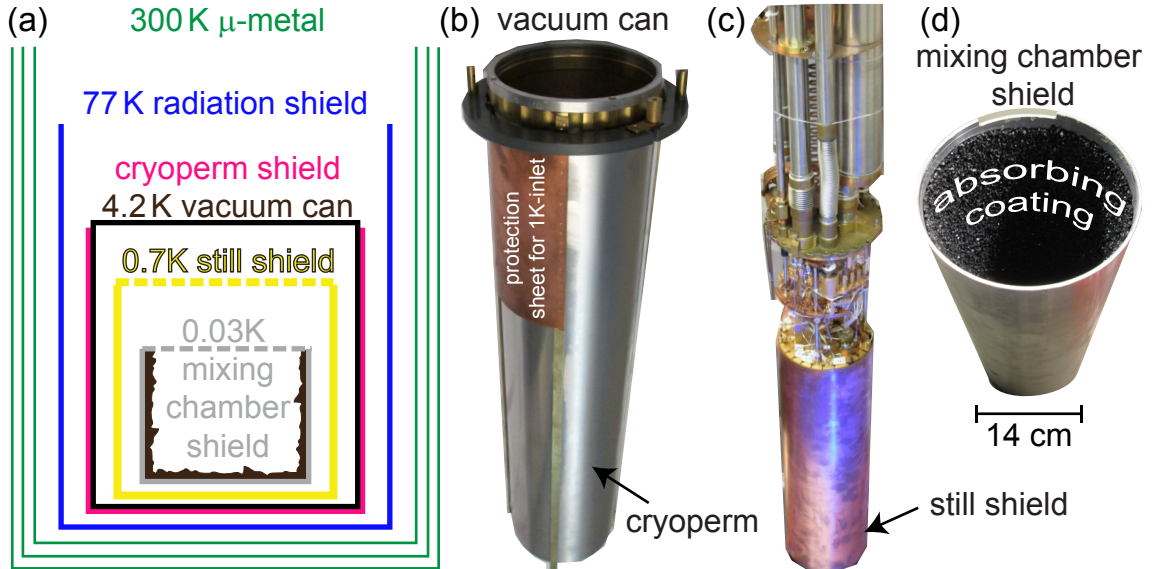 (a)
300 K μ-metal
77 K radiation shield
cryoperm shield
4.2 K vacuum can
0.7K still shield
0.03K
mixing
chamber
shield
(b)
vacuum can
protection
sheet for 1K-inlet
cryoperm
(c)
still shield
(d)
mixing chamber
shield
absorbing
coating
14 cm